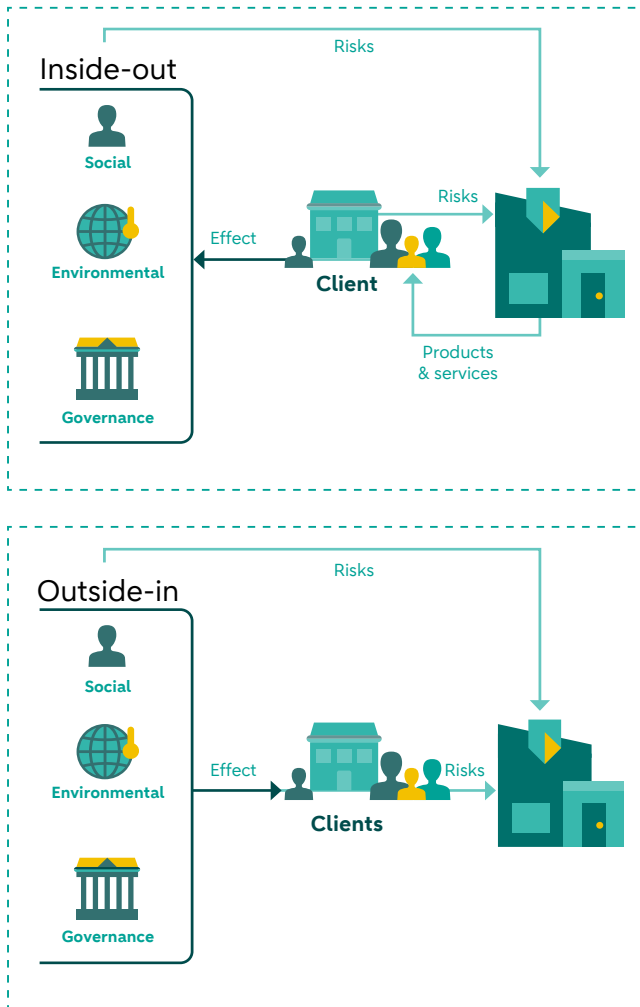 Risks
Inside-out
Social
Risks
Effect
Environmental
Client
Products
& services
Governance
Risks
Outside-in
Social
Effect
Risks
Environmental
Clients
Governance